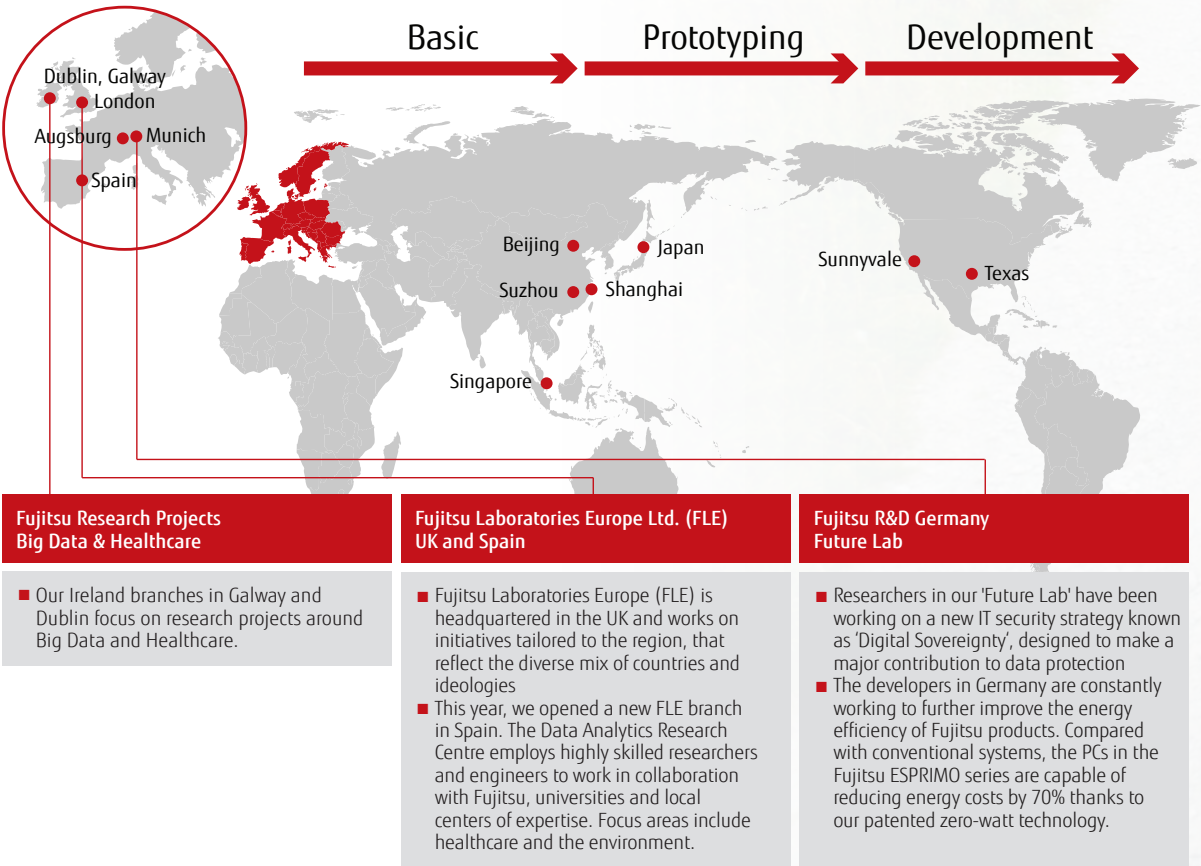 Basic
Prototyping
Development
Dublin, Galway
London
Augsburg
Munich
Spain
Beijing
Japan
Suzhou
Shanghai
Singapore
Sunnyvale
Texas
Fujitsu Research Projects
Big Data & Healthcare
Our Ireland branches in Galway and
Dublin focus on research projects around
Big Data and Healthcare.
Fujitsu Laboratories Europe Ltd. (FLE)
UK and Spain
Fujitsu Laboratories Europe (FLE) is
headquartered in the UK and works on
initiatives tailored to the region, that
reflect the diverse mix of countries and
ideologies
This year, we opened a new FLE branch
in Spain. The Data Analytics Research
Centre employs highly skilled researchers
and engineers to work in collaboration
with Fujitsu, universities and local
centers of expertise. Focus areas include
healthcare and the environment.
Fujitsu R&D Germany
Future Lab
Researchers in our 'Future Lab' have been
working on a new IT security strategy known
as ‘Digital Sovereignty’, designed to make a
major contribution to data protection
The developers in Germany are constantly
working to further improve the energy
efficiency of Fujitsu products. Compared
with conventional systems, the PCs in the
Fujitsu ESPRIMO series are capable of
reducing energy costs by 70% thanks to
our patented zero-watt technology.